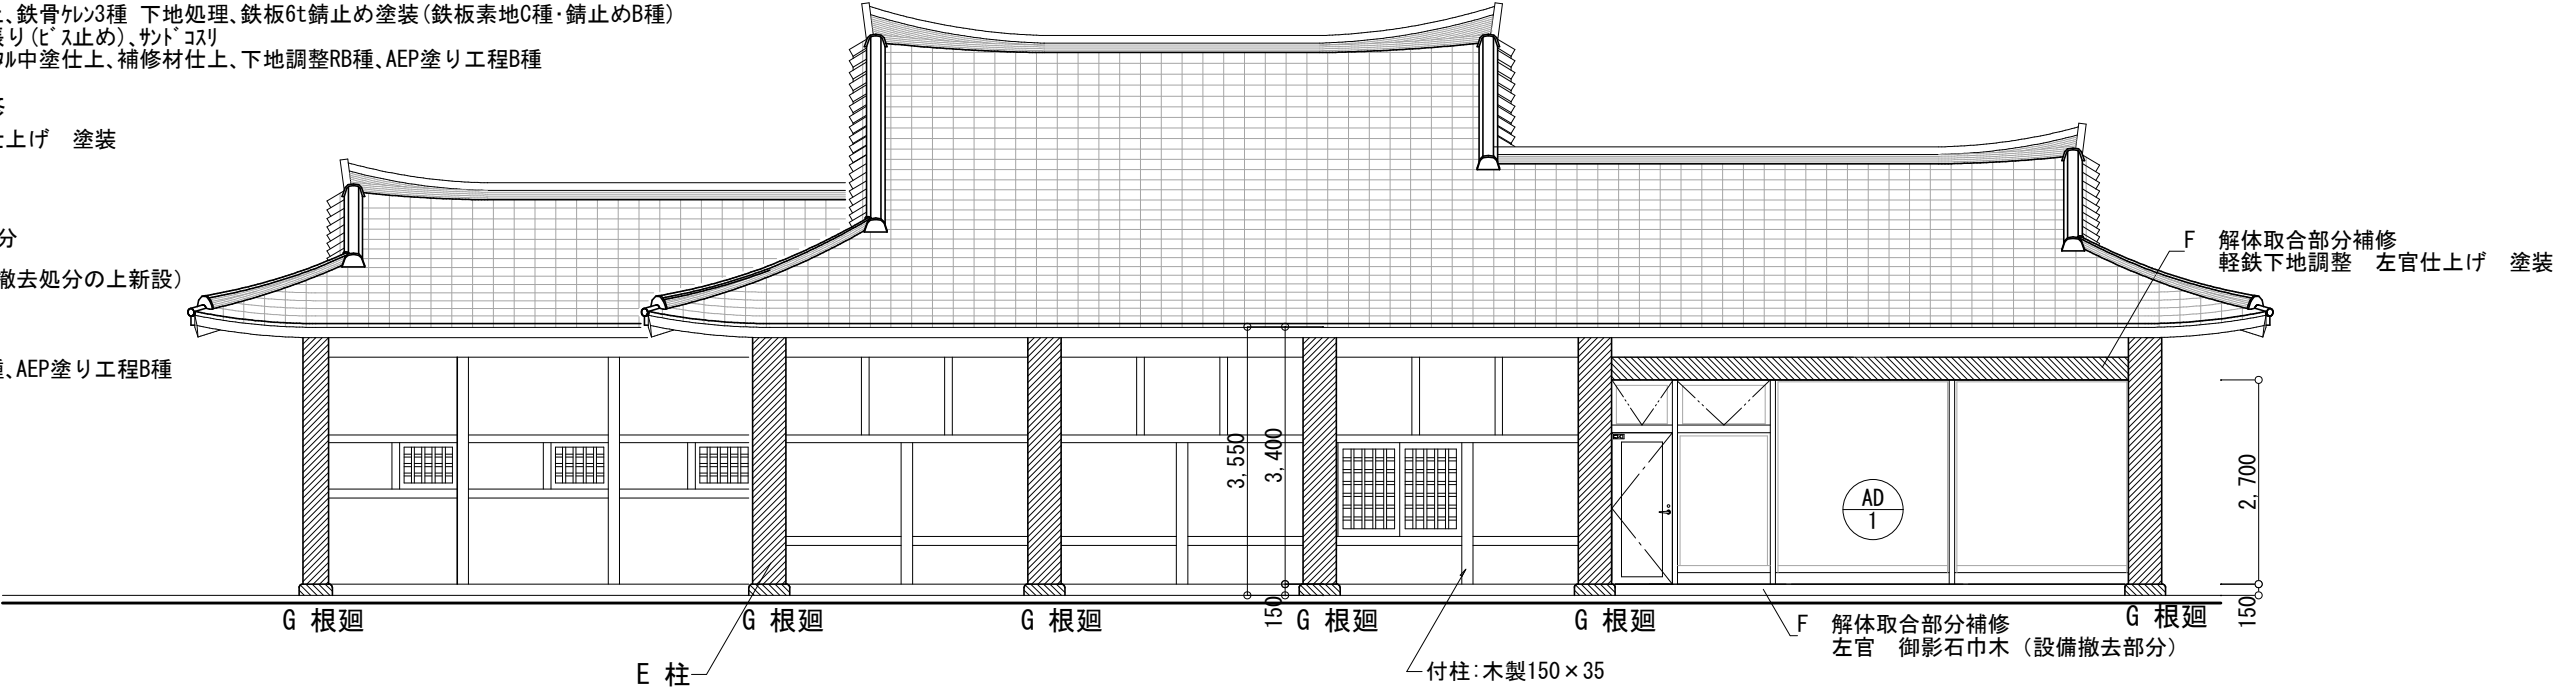 、鉄骨ｹﾚﾝ3種 下地処理、鉄板6t錆止め塗装(鉄板素地C種･錆止めB種)
り(ﾋﾞｽ止め)、ｻﾝﾄﾞｺｽﾘ
ﾙ中塗仕上、補修材仕上、下地調整RB種、AEP塗り工程B種
上げ 塗装
分
撤去処分の上新設)
、AEP塗り工程B種
F 解体取合部分補修
軽鉄下地調整 左官仕上げ 塗装
3,550
3,400
150
AD
1
2,700
150
G 根廻
G 根廻
G 根廻
G 根廻
G 根廻
G 根廻
F 解体取合部分補修
左官 御影石巾木 (設備撤去部分)
E 柱
付柱:木製150×35